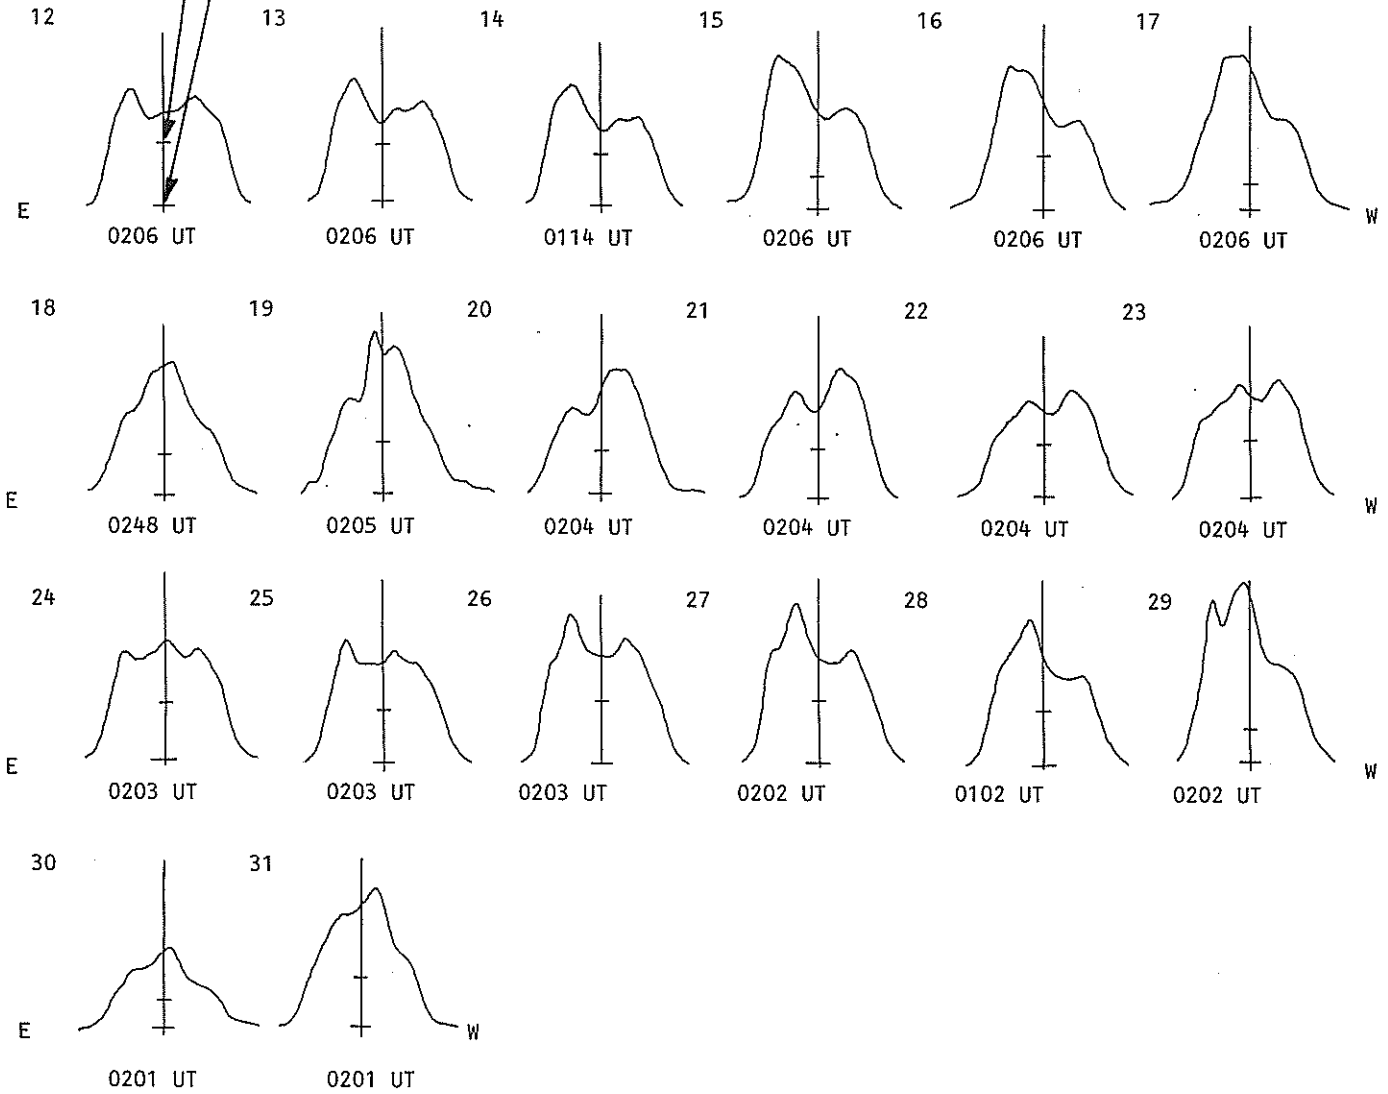 12 13 14 15 16 17
E W
0206 UT 0206 UT 0114 UT 0206 UT 0206 UT 0206 UT
18 19 20 21 22 23
E W
0248 UT 0205 UT 0204 UT 0204 UT 0204 UT 0204 UT
24 25 26 27 28 29
E W
0203 UT 0203 UT 0203 UT 0202 UT 0102 UT 0202 UT
30 31
E W
0201 UT 0201 UT